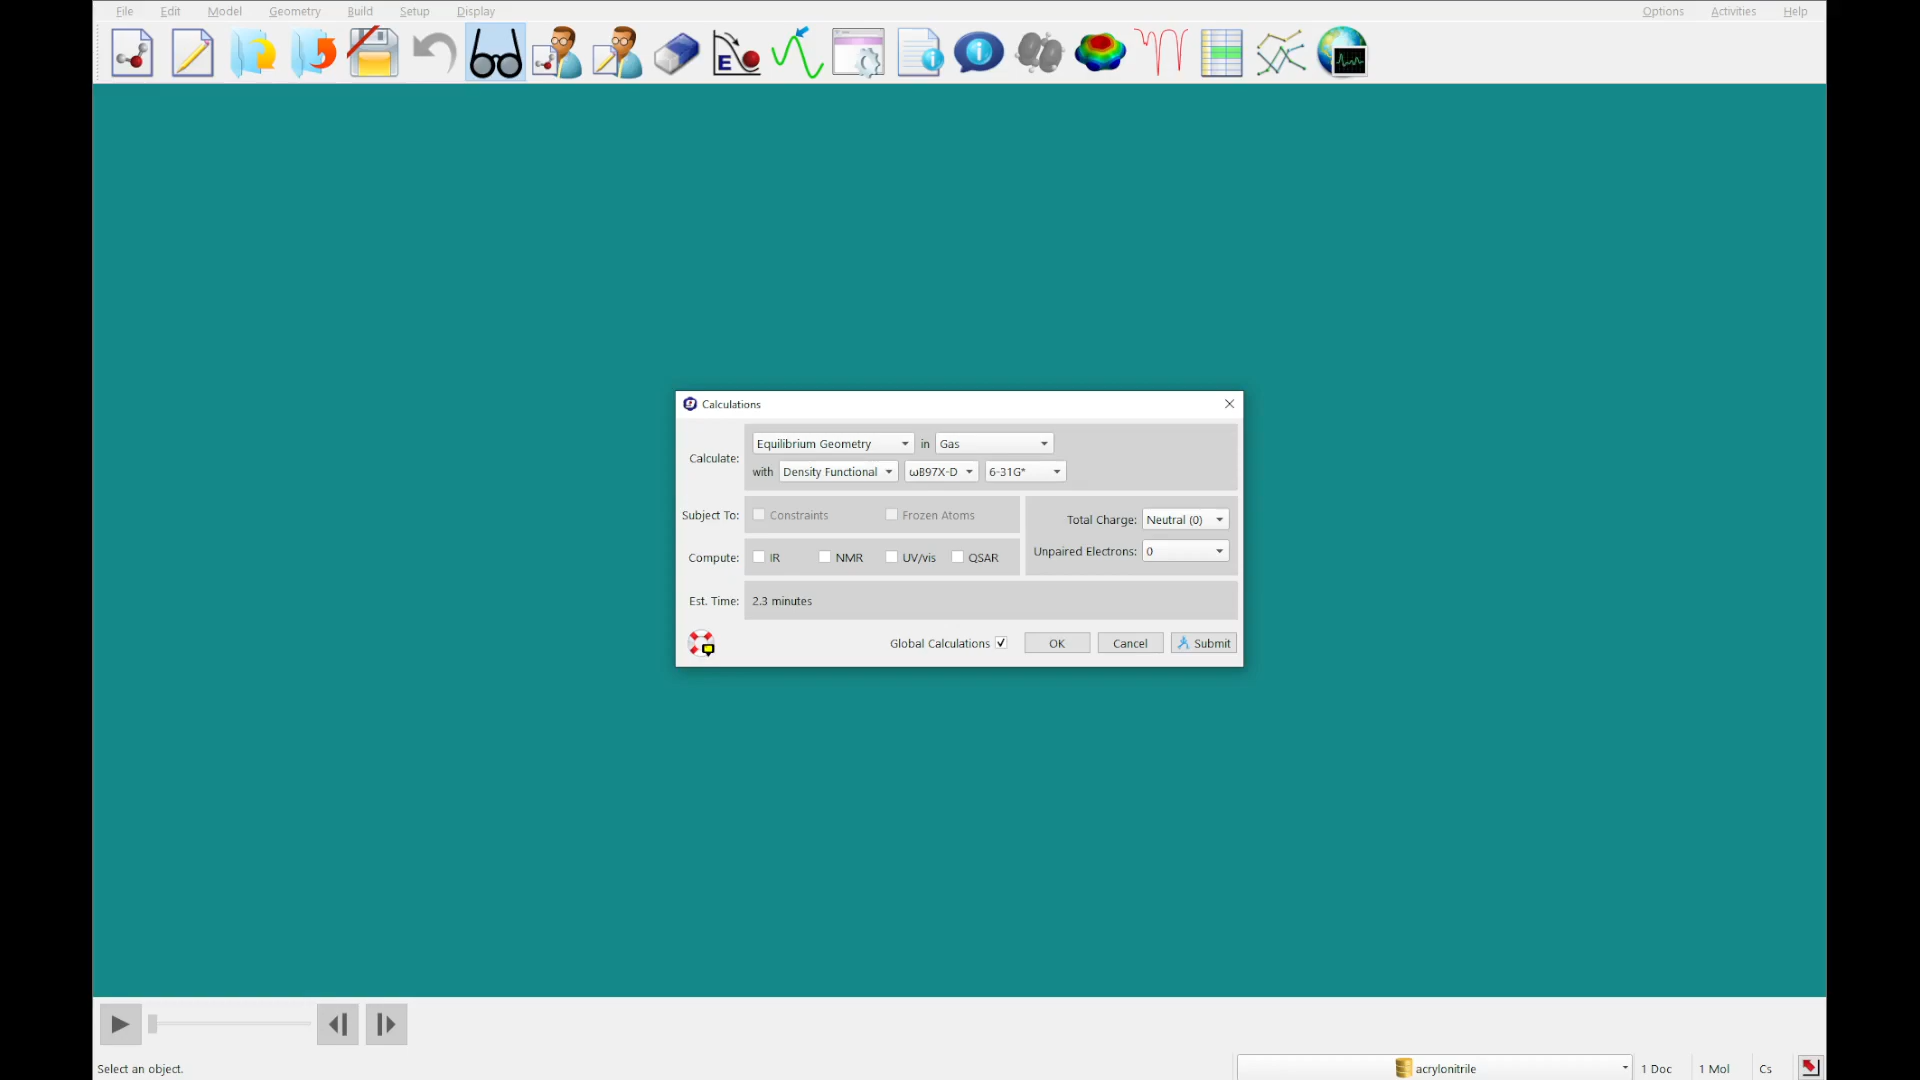 File Edit Model Geometry Build Setup Display Options Activities Help
E
Calculations
Calculate: Equilibrium Geometry in Gas
with Density Functional ωB97X-D 6-31G*
Subject To: Constraints Frozen Atoms
Total Charge: Neutral (0)
Unpaired Electrons: 0
Compute: IR NMR UV/vis QSAR
Est. Time: 2.3 minutes
Global Calculations OK Cancel Submit
Select an object. acrylonitrile 1 Doc 1 Mol Cs